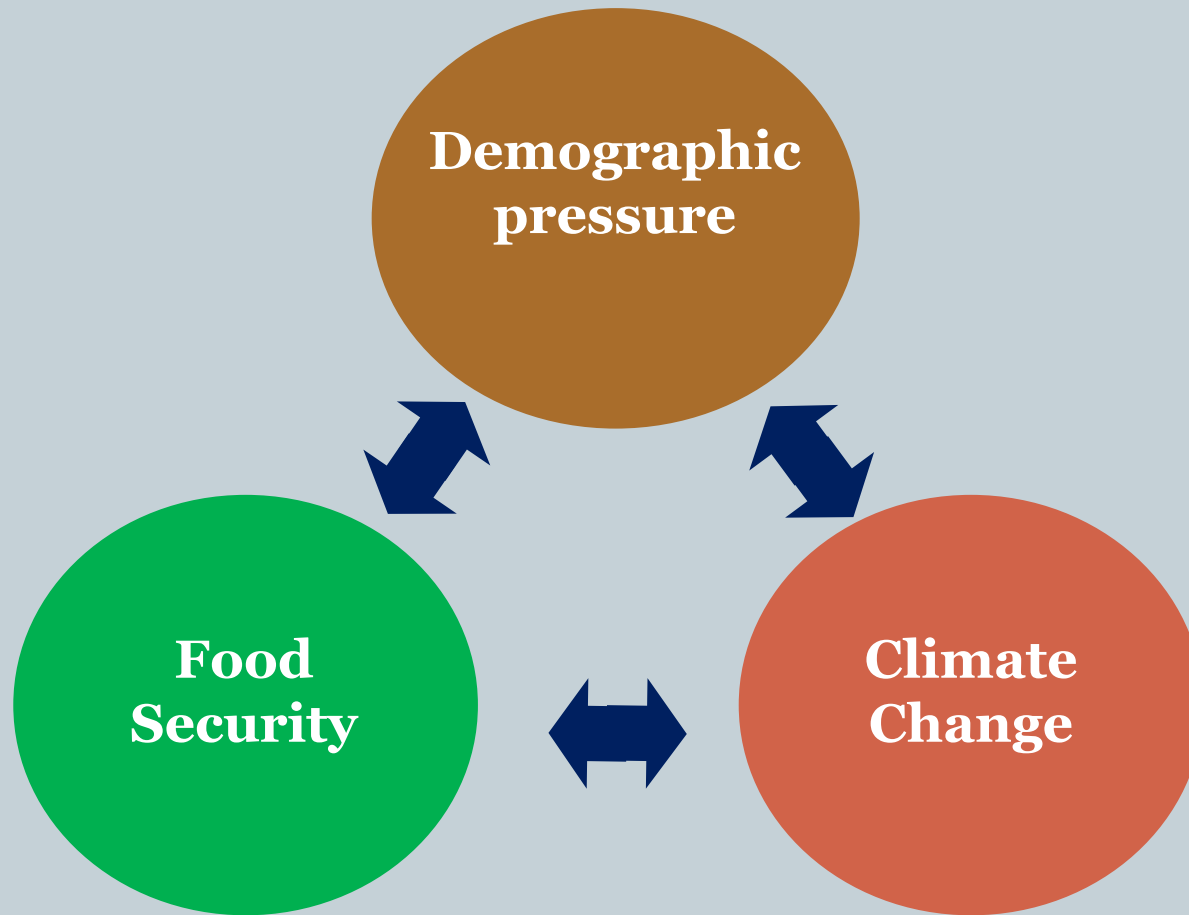 Demographic
pressure
Food
Security
Climate
Change